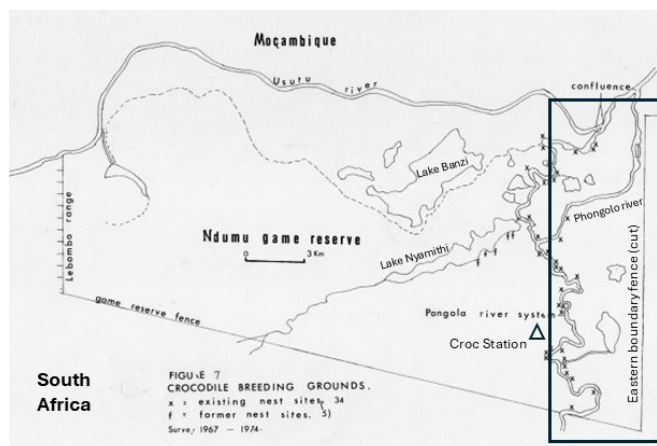 Moçambique
Usutu river
confluence
Lake Banzi
Phongolo river
Lebombo range
Ndumu game reserve
0 3 Km
Lake Nyamithi
Eastern boundary fence (cut)
game reserve fence
Pongola river system
Croc Station
South
Africa
FIGURE 7
CROCODILE BREEDING GROUNDS.
x = existing nest sites, 34
f = former nest sites, 5)
Survey 1967 – 1974.